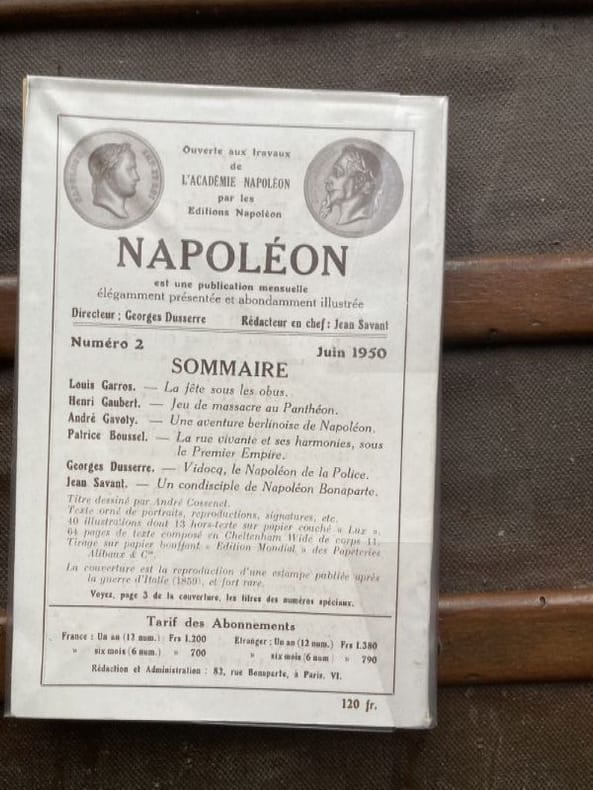 Ouverte aux travaux
de
L'ACADÉMIE NAPOLÉON
par les
Editions Napoléon
NAPOLÉON
est une publication mensuelle
élégamment présentée et abondamment illustrée
Directeur : Georges Dusserre Rédacteur en chef : Jean Savant
Numéro 2 Juin 1950
SOMMAIRE
Louis Garros. — La fête sous les obus.
Henri Gaubert. — Jeu de massacre au Panthéon.
André Gavoty. — Une aventure berlinoise de Napoléon.
Patrice Boussel. — La rue vivante et ses harmonies, sous
le Premier Empire.
Georges Dusserre. — Vidocq, le Napoléon de la Police.
Jean Savant. — Un condisciple de Napoléon Bonaparte.
Titre dessiné par André Cossenet.
Texte orné de portraits, reproductions, signatures, etc.
40 illustrations dont 13 hors-texte sur papier couché « Lux ».
64 pages de texte composé en Cheltenham Wide de corps 11.
Tirage sur papier bouffant « Edition Mondial » des Papeteries
Alibaux & Cie.
La couverture est la reproduction d'une estampe publiée après
la guerre d'Italie (1859), et fort rare.
Voyez, page 3 de la couverture, les titres des numéros spéciaux.
Tarif des Abonnements
France : Un an (12 num.) Frs 1.200 Etranger : Un an (12 num.) Frs 1.380
» six mois (6 num.) » 700 » six mois (6 num) » 790
Rédaction et Administration : 83, rue Bonaparte, à Paris. VI.
120 fr.